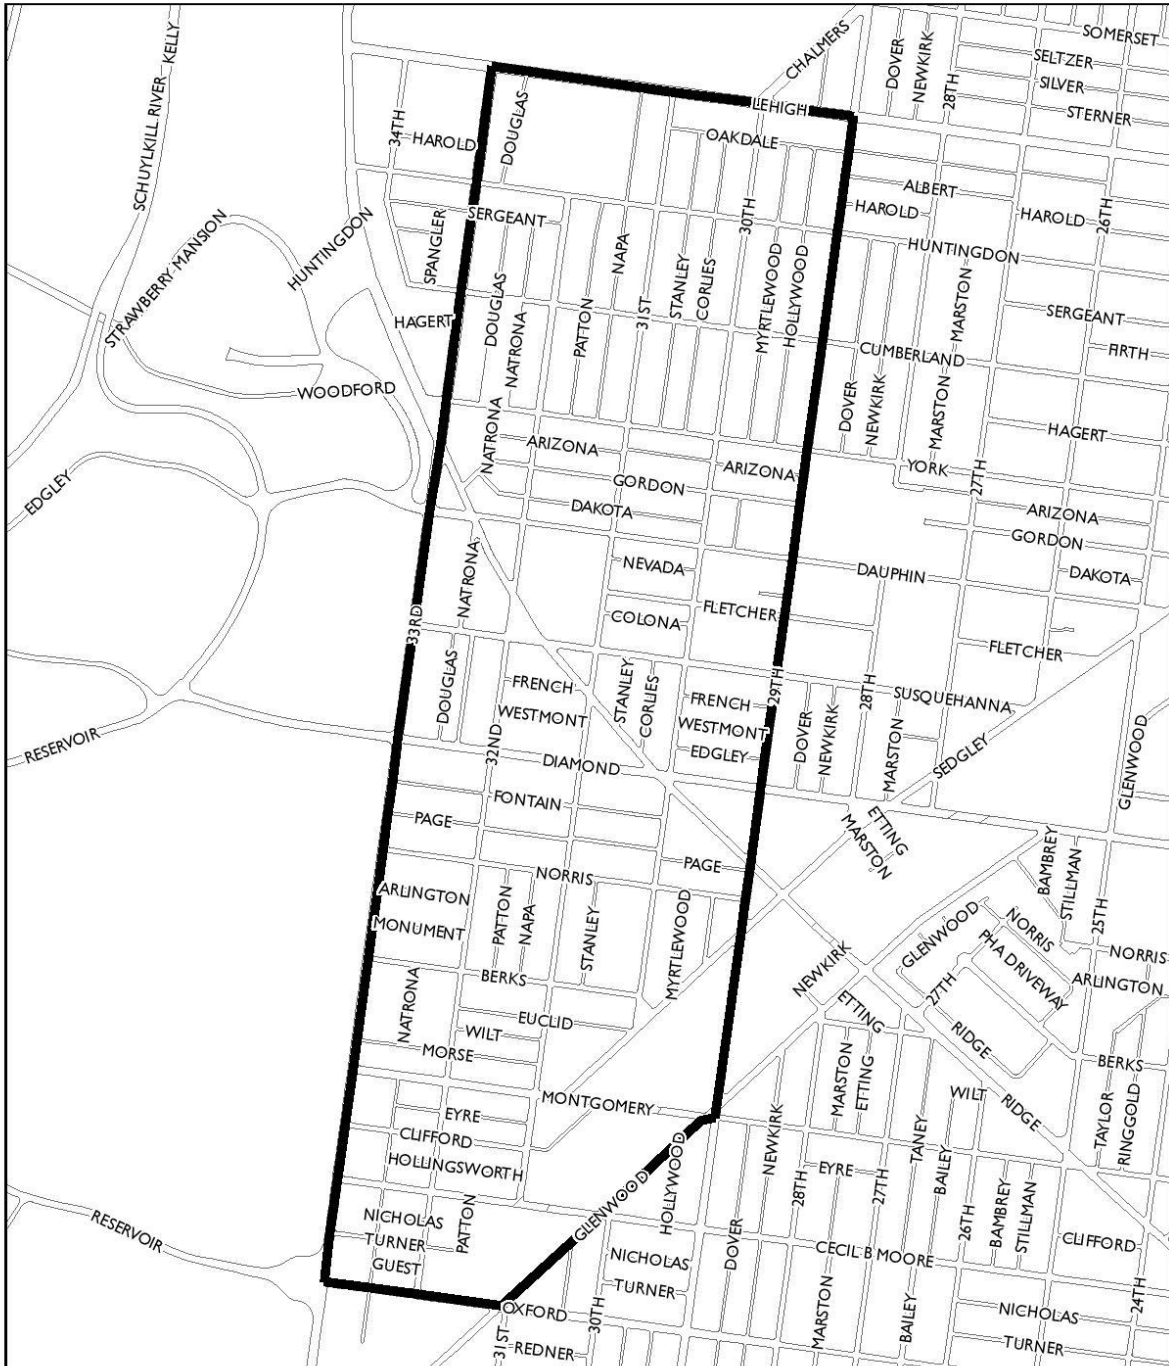 SOMERSET
CHALMERS
SELTZER
SILVER
STERNER
DOVER
NEWKIRK
28TH
KELLY
SCHUYLKILL RIVER
LEHIGH
34TH
HAROLD
DOUGLAS
OAKDALE
ALBERT
HAROLD
HAROLD
26TH
SERGEANT
30TH
HUNTINGDON
HUNTINGDON
STRAWBERRY MANSION
SPANGLER
NAPA
STANLEY
CORLIES
MYRTLEWOOD
HOLLYWOOD
MARSTON
SERGEANT
HAGERT
DOUGLAS
NATRONA
PATTON
31ST
CUMBERLAND
FIRTH
WOODFORD
DOVER
NEWKIRK
MARSTON
HAGERT
NATRONA
ARIZONA
ARIZONA
YORK
27TH
EDGLEY
GORDON
DAKOTA
ARIZONA
GORDON
NEVADA
DAUPHIN
DAKOTA
NATRONA
33RD
COLONA
FLETCHER
FLETCHER
DOUGLAS
FRENCH
STANLEY
CORLIES
FRENCH
29TH
28TH
SUSQUEHANNA
WESTMONT
WESTMONT
RESERVOIR
32ND
EDGLEY
DOVER
NEWKIRK
MARSTON
SEDGLEY
GLENWOOD
DIAMOND
FONTAIN
PAGE
ETTING
MARSTON
PAGE
NORRIS
BAMBREY
STILLMAN
25TH
ARLINGTON
PATTON
NAPA
STANLEY
MYRTLEWOOD
MONUMENT
GLENWOOD
NORRIS
PHA DRIVEWAY
NORRIS
ARLINGTON
BERKS
NEWKIRK
27TH
NATRONA
EUCLID
WILT
ETTING
RIDGE
MORSE
BERKS
MONTGOMERY
MARSTON
ETTING
WILT
RIDGE
TAYLOR
RINGGOLD
EYRE
CLIFFORD
HOLLINGSWORTH
HOLLYWOOD
NEWKIRK
28TH
EYRE
27TH
TANEY
BAILEY
GLENWOOD
RESERVOIR
NICHOLAS
PATTON
TURNER
GUEST
NICHOLAS
TURNER
DOVER
CECIL B MOORE
26TH
BAMBREY
STILLMAN
CLIFFORD
OXFORD
31ST
30TH
REDNER
MARSTON
BAILEY
24TH
NICHOLAS
TURNER